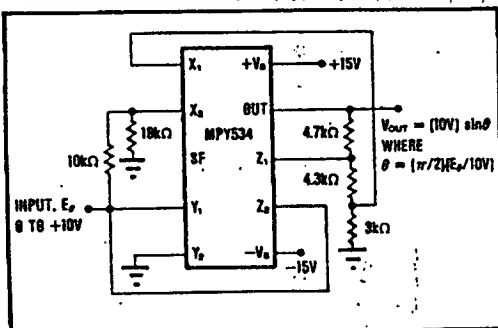 X₁ +Vₛ +15V
X₂ OUT
18kΩ MPY534 4.7kΩ
V_OUT = (10V) sinθ
WHERE
θ = (π/2)(E_θ/10V)
10kΩ SF Z₁
4.3kΩ
INPUT, E_θ
0 TO +10V
Y₁ Z₂
3kΩ
Y₂ −Vₛ
−15V